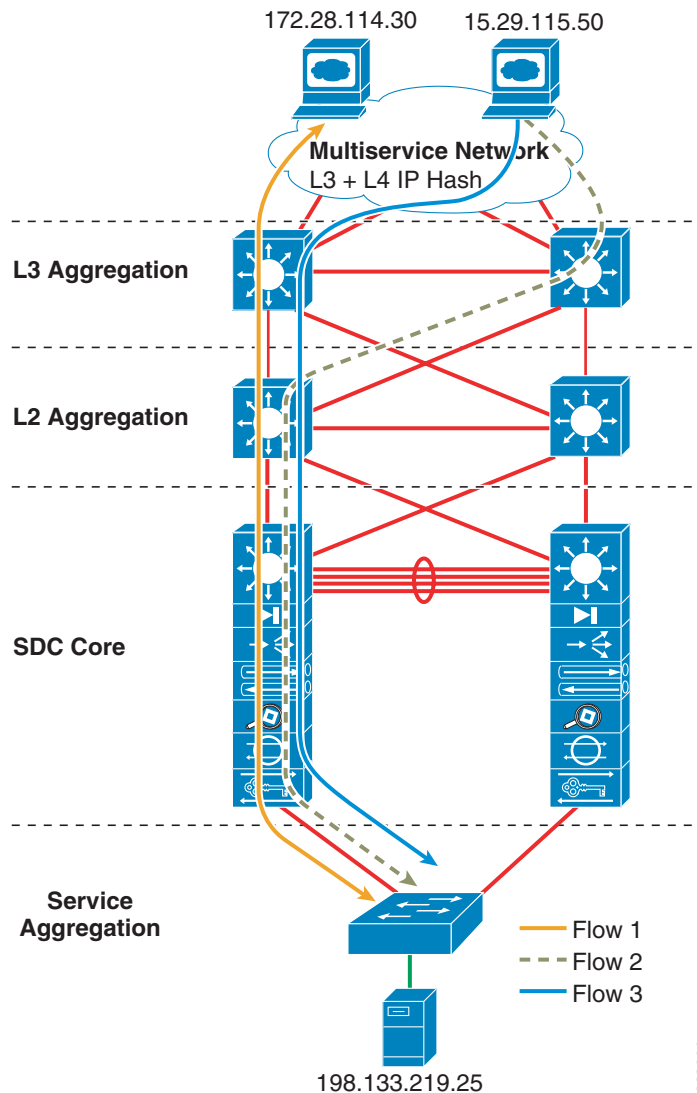 172.28.114.30
15.29.115.50
Multiservice Network
L3 + L4 IP Hash
L3 Aggregation
L2 Aggregation
SDC Core
Service
Aggregation
Flow 1
Flow 2
Flow 3
198.133.219.25